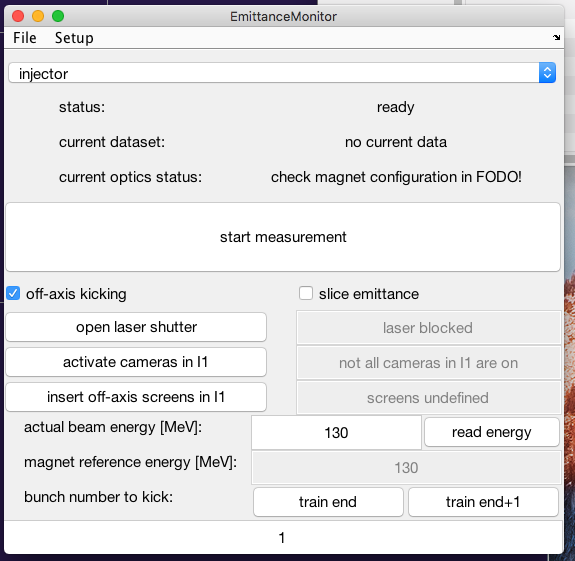 EmittanceMonitor
File Setup
injector
status: ready
current dataset: no current data
current optics status: check magnet configuration in FODO!
start measurement
off-axis kicking slice emittance
open laser shutter laser blocked
activate cameras in I1 not all cameras in I1 are on
insert off-axis screens in I1 screens undefined
actual beam energy [MeV]: 130 read energy
magnet reference energy [MeV]: 130
bunch number to kick: train end train end+1
1